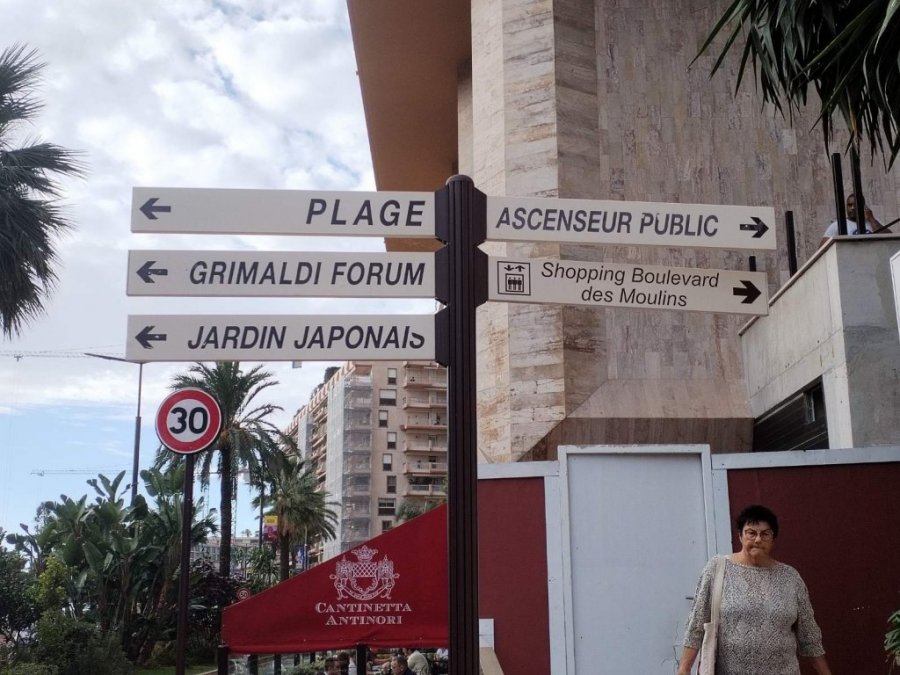 PLAGE
GRIMALDI FORUM
JARDIN JAPONAIS
ASCENSEUR PUBLIC
Shopping Boulevard
des Moulins
30
CANTINETTA
ANTINORI